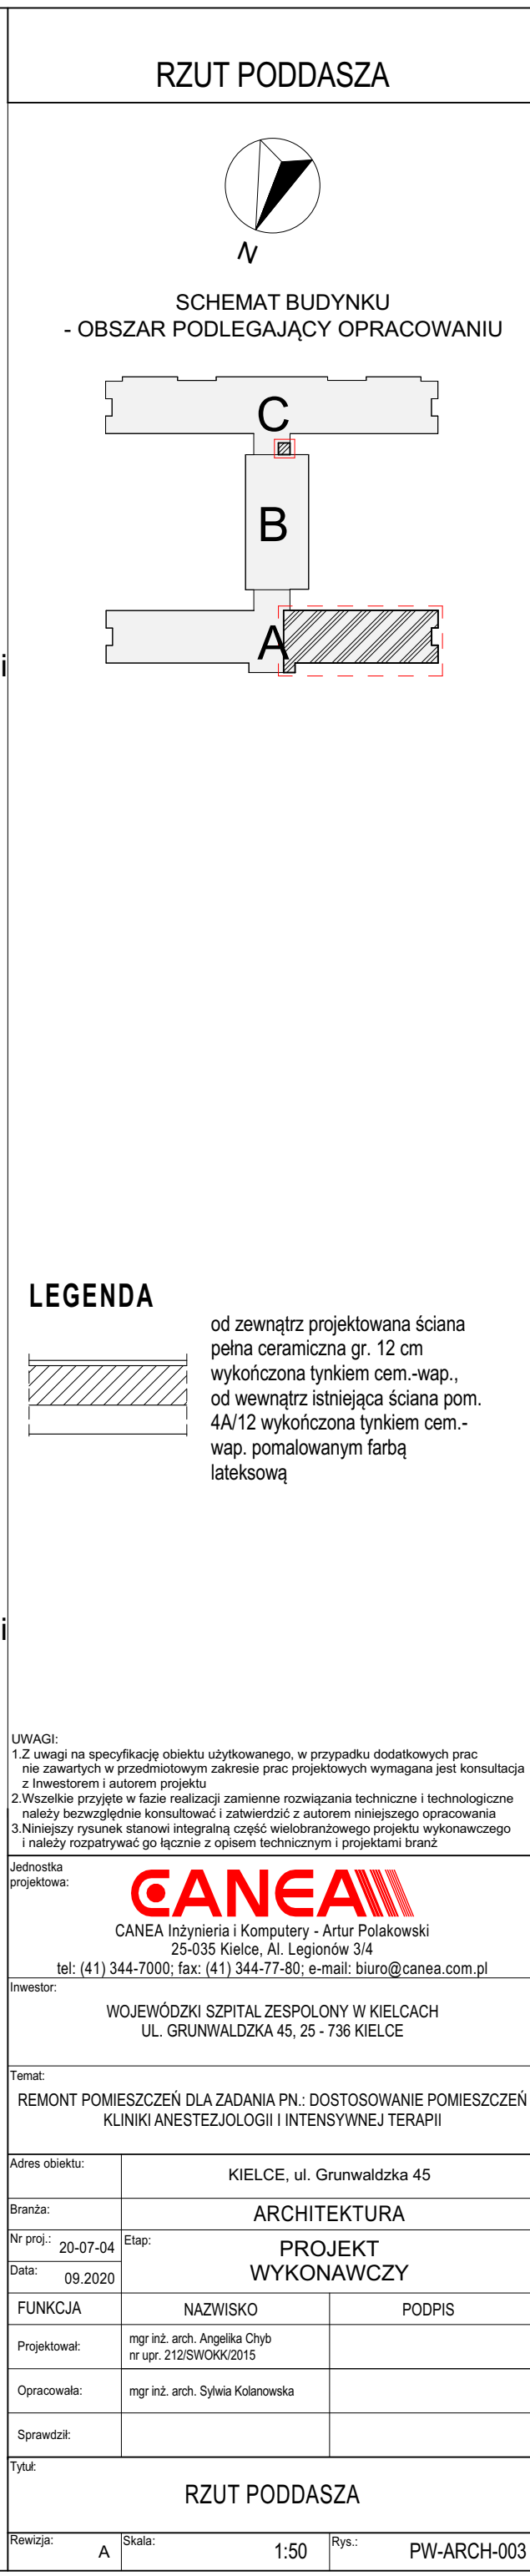 RZUT PODDASZA
N
SCHEMAT BUDYNKU
- OBSZAR PODLEGAJĄCY OPRACOWANIU
C
B
A
i
LEGENDA
od zewnątrz projektowana ściana
pełna ceramiczna gr. 12 cm
wykończona tynkiem cem.-wap.,
od wewnątrz istniejąca ściana pom.
4A/12 wykończona tynkiem cem.-
wap. pomalowanym farbą
lateksową
i
UWAGI:
1.Z uwagi na specyfikację obiektu użytkowanego, w przypadku dodatkowych prac
nie zawartych w przedmiotowym zakresie prac projektowych wymagana jest konsultacja
z Inwestorem i autorem projektu
2.Wszelkie przyjęte w fazie realizacji zamienne rozwiązania techniczne i technologiczne
należy bezwzględnie konsultować i zatwierdzić z autorem niniejszego opracowania
3.Niniejszy rysunek stanowi integralną część wielobranżowego projektu wykonawczego
i należy rozpatrywać go łącznie z opisem technicznym i projektami branż
Jednostka
projektowa:
CANEA
CANEA Inżynieria i Komputery - Artur Polakowski
25-035 Kielce, Al. Legionów 3/4
tel: (41) 344-7000; fax: (41) 344-77-80; e-mail: biuro@canea.com.pl
Inwestor:
WOJEWÓDZKI SZPITAL ZESPOLONY W KIELCACH
UL. GRUNWALDZKA 45, 25 - 736 KIELCE
Temat:
REMONT POMIESZCZEŃ DLA ZADANIA PN.: DOSTOSOWANIE POMIESZCZEŃ
KLINIKI ANESTEZJOLOGII I INTENSYWNEJ TERAPII
Adres obiektu:
KIELCE, ul. Grunwaldzka 45
Branża:
ARCHITEKTURA
Nr proj.: 20-07-04
Etap: PROJEKT
WYKONAWCZY
Data: 09.2020
FUNKCJA NAZWISKO PODPIS
Projektował: mgr inż. arch. Angelika Chyb
nr upr. 212/SWOKK/2015
Opracowała: mgr inż. arch. Sylwia Kolanowska
Sprawdził:
Tytuł:
RZUT PODDASZA
Rewizja: A Skala: 1:50 Rys.: PW-ARCH-003